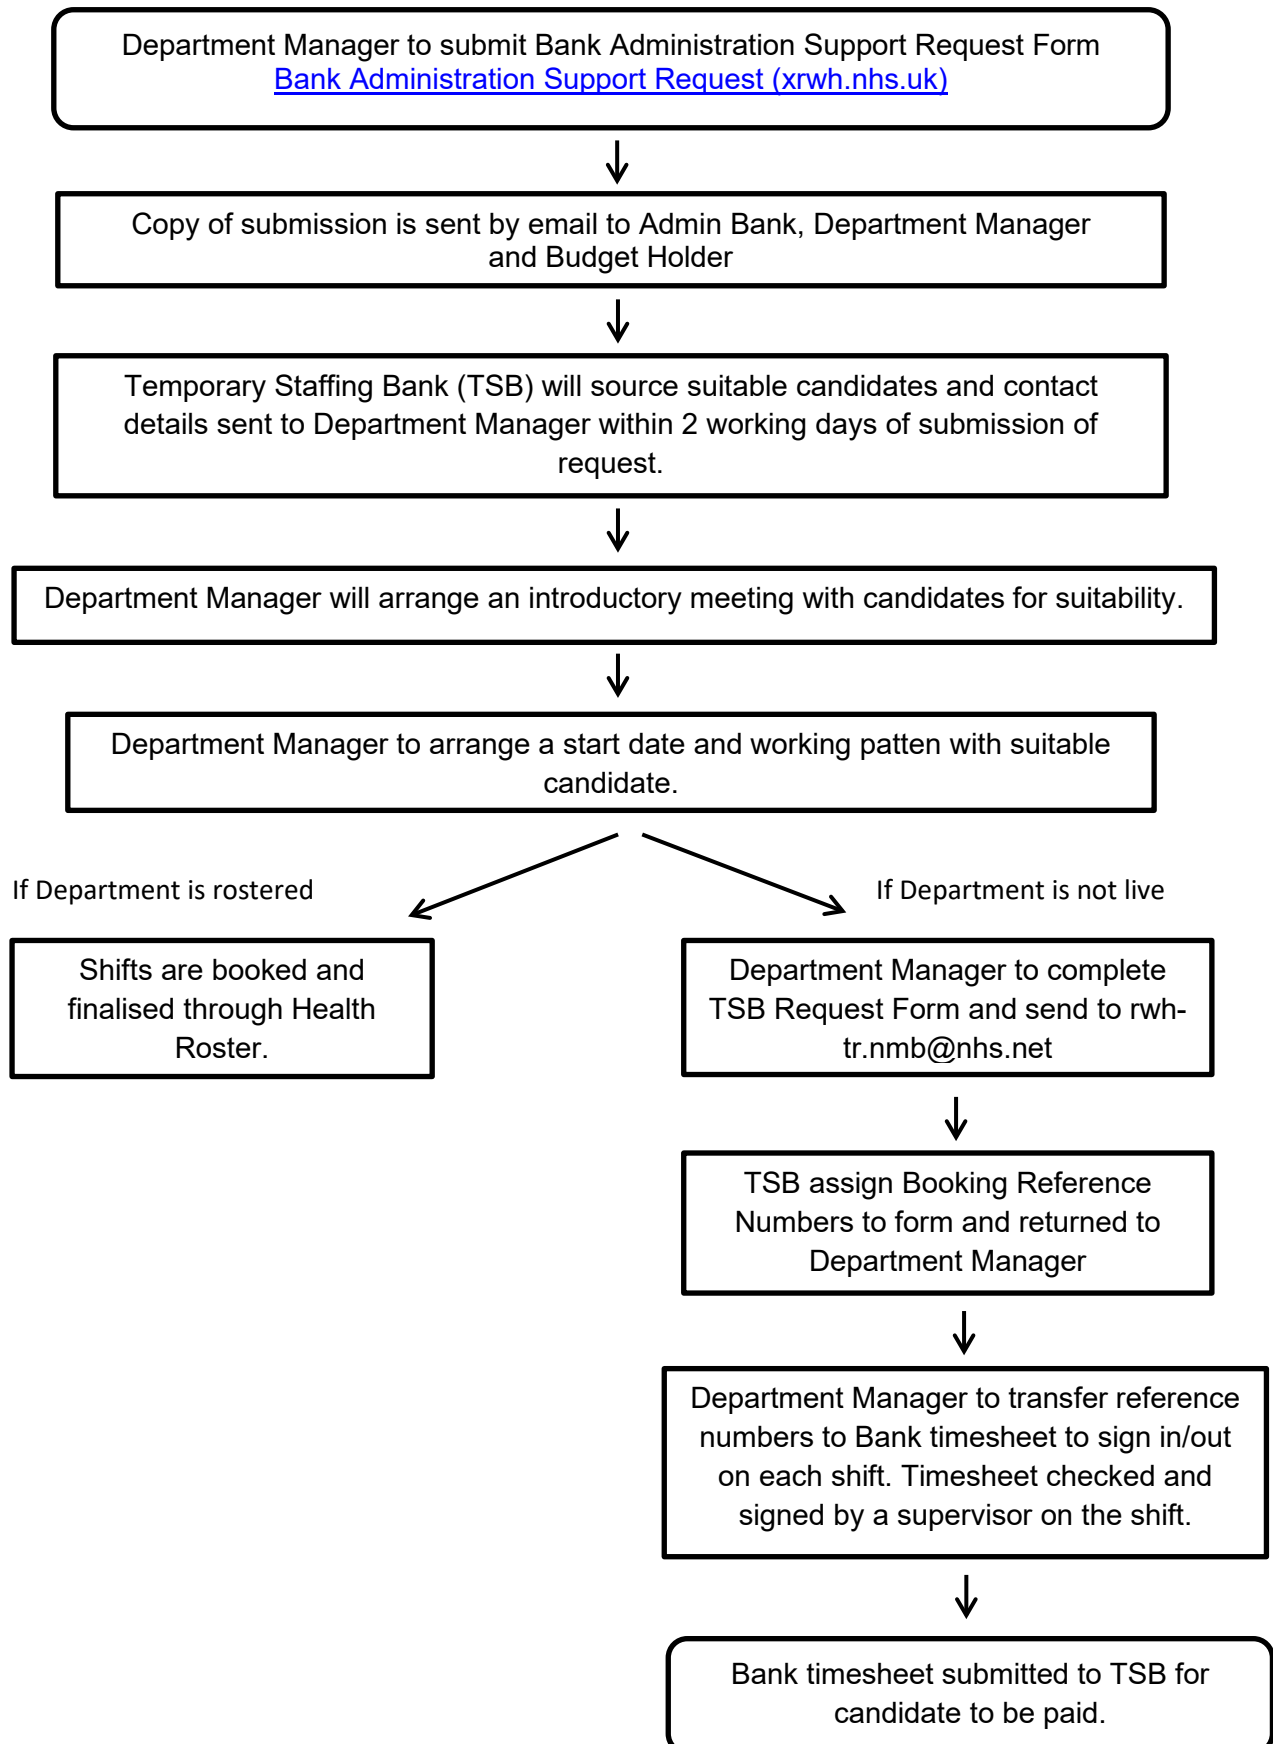 Department Manager to submit Bank Administration Support Request Form
Bank Administration Support Request (xrwh.nhs.uk)
Copy of submission is sent by email to Admin Bank, Department Manager
and Budget Holder
Temporary Staffing Bank (TSB) will source suitable candidates and contact
details sent to Department Manager within 2 working days of submission of
request.
Department Manager will arrange an introductory meeting with candidates for suitability.
Department Manager to arrange a start date and working patten with suitable
candidate.
If Department is rostered
Shifts are booked and
finalised through Health
Roster.
If Department is not live
Department Manager to complete
TSB Request Form and send to rwh-
tr.nmb@nhs.net
TSB assign Booking Reference
Numbers to form and returned to
Department Manager
Department Manager to transfer reference
numbers to Bank timesheet to sign in/out
on each shift. Timesheet checked and
signed by a supervisor on the shift.
Bank timesheet submitted to TSB for
candidate to be paid.